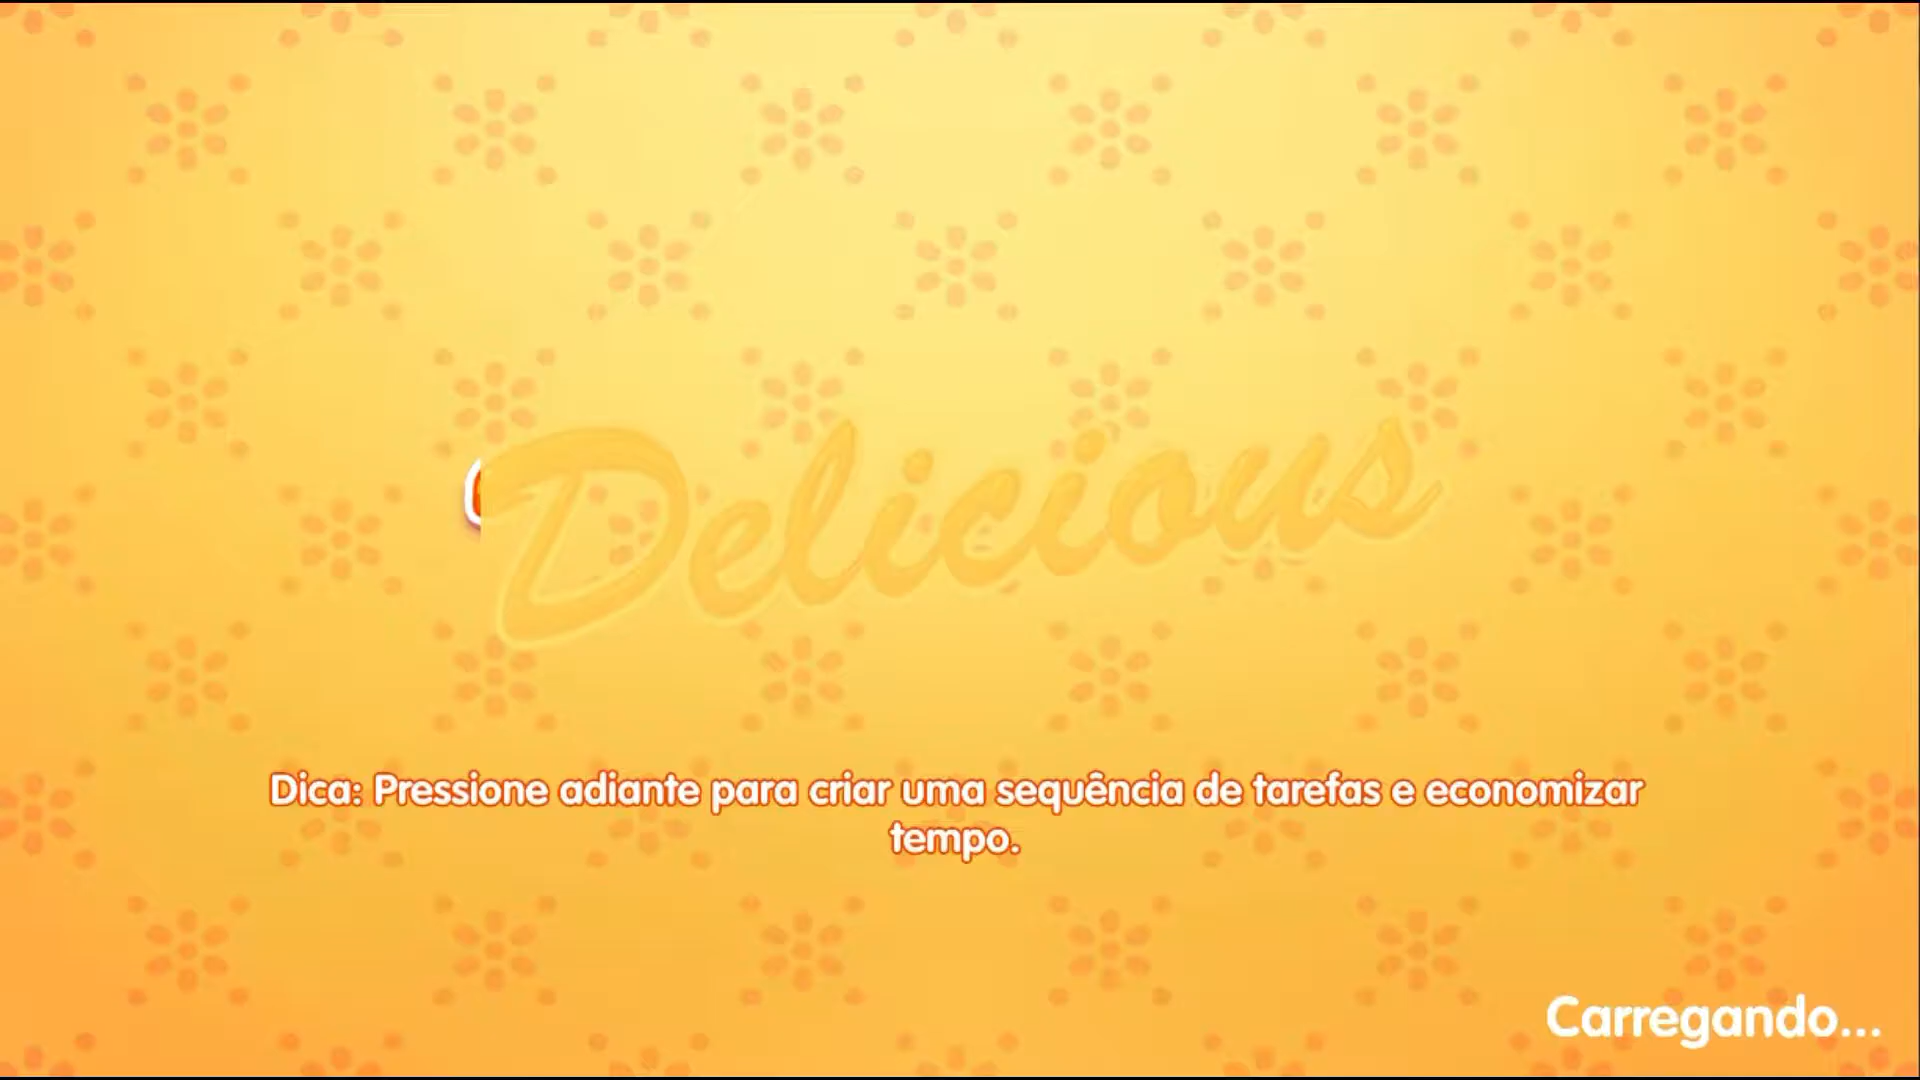 Delicious
Dica: Pressione adiante para criar uma sequência de tarefas e economizar
tempo.
Carregando...